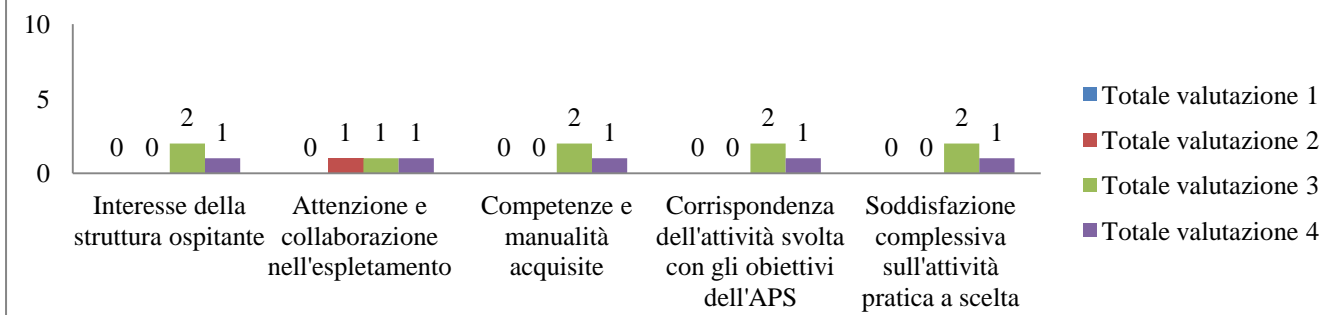 10
5
0
0 0 2 1
0 1 1 1
0 0 2 1
0 0 2 1
0 0 2 1
Interesse della
struttura ospitante
Attenzione e
collaborazione
nell'espletamento
Competenze e
manualità
acquisite
Corrispondenza
dell'attività svolta
con gli obiettivi
dell'APS
Soddisfazione
complessiva
sull'attività
pratica a scelta
Totale valutazione 1
Totale valutazione 2
Totale valutazione 3
Totale valutazione 4